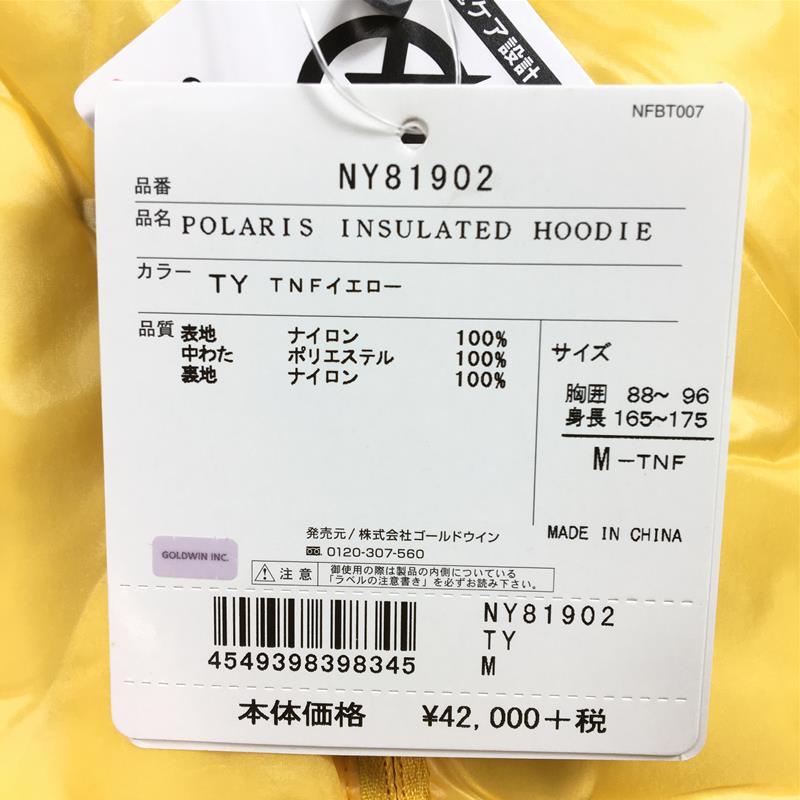 ケア設計
NFBT007
品番 NY81902
品名 POLARIS INSULATED HOODIE
カラー TY TNFイエロー
品質 表地 ナイロン 100%
中わた ポリエステル 100%
裏地 ナイロン 100%
サイズ
胸囲 88~ 96
身長 165~175
M-TNF
発売元/株式会社ゴールドウイン
0120-307-560
MADE IN CHINA
GOLDWIN INC.
注意 御使用の際は製品の内側についている
「ラベルの注意書き」を必ずお読み下さい。
4549398398345
NY81902
TY
M
本体価格 ¥42,000+税